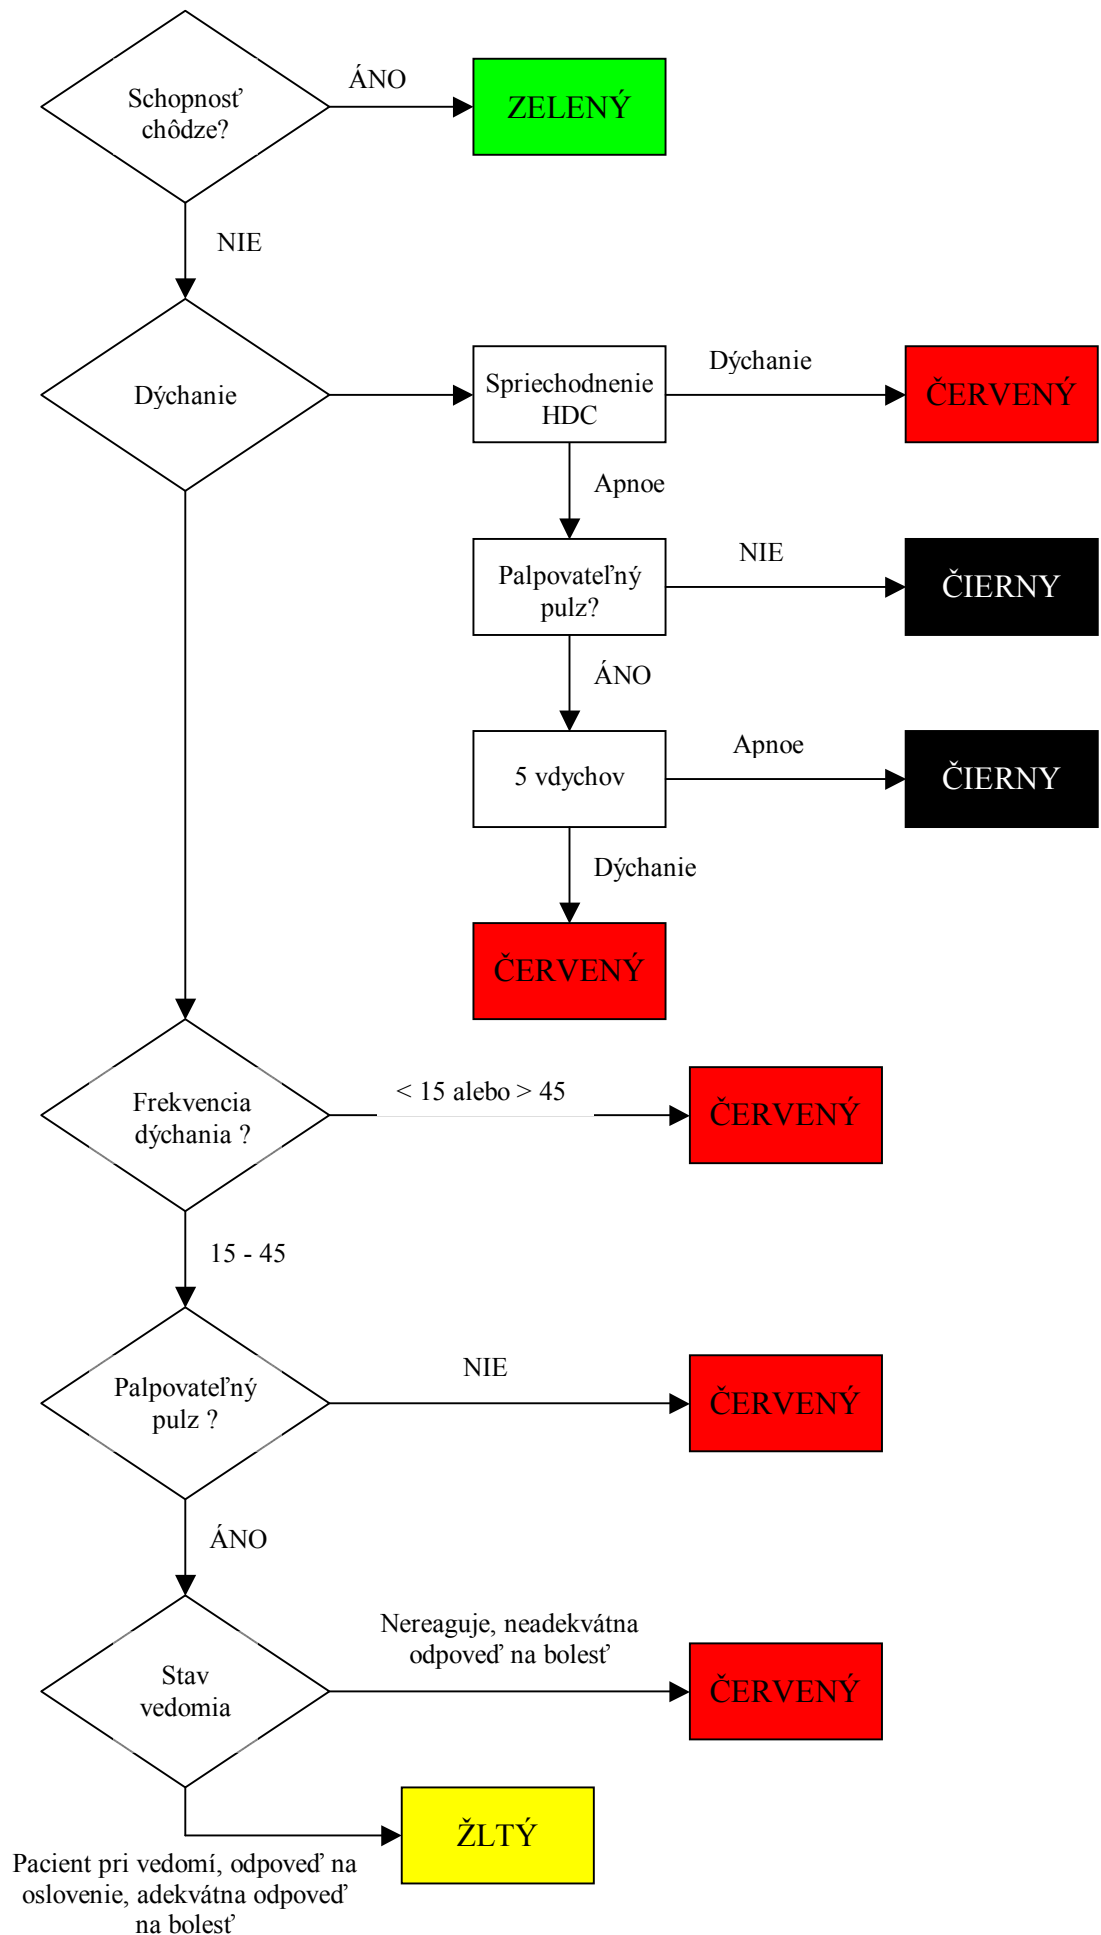 Schopnosť
chôdze?
ÁNO
ZELENÝ
NIE
Dýchanie
Spriechodnenie
HDC
Dýchanie
ČERVENÝ
Apnoe
Palpovateľný
pulz?
NIE
ČIERNY
ÁNO
5 vdychov
Apnoe
ČIERNY
Dýchanie
ČERVENÝ
Frekvencia
dýchania ?
< 15 alebo > 45
ČERVENÝ
15 - 45
Palpovateľný
pulz ?
NIE
ČERVENÝ
ÁNO
Stav
vedomia
Nereaguje, neadekvátna
odpoveď na bolesť
ČERVENÝ
ŽLTÝ
Pacient pri vedomí, odpoveď na
oslovenie, adekvátna odpoveď
na bolesť